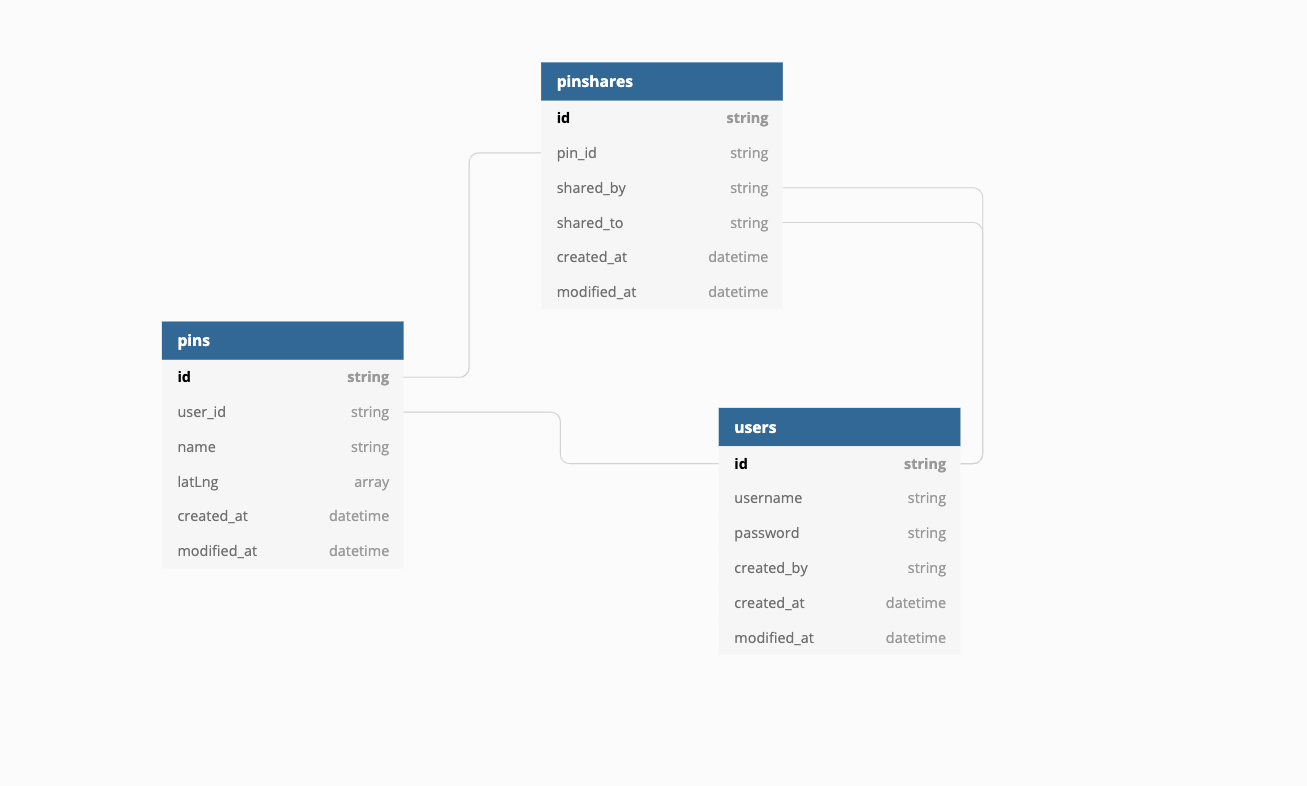 pinshares
id string
pin_id string
shared_by string
shared_to string
created_at datetime
modified_at datetime
pins
id string
user_id string
name string
latLng array
created_at datetime
modified_at datetime
users
id string
username string
password string
created_by string
created_at datetime
modified_at datetime